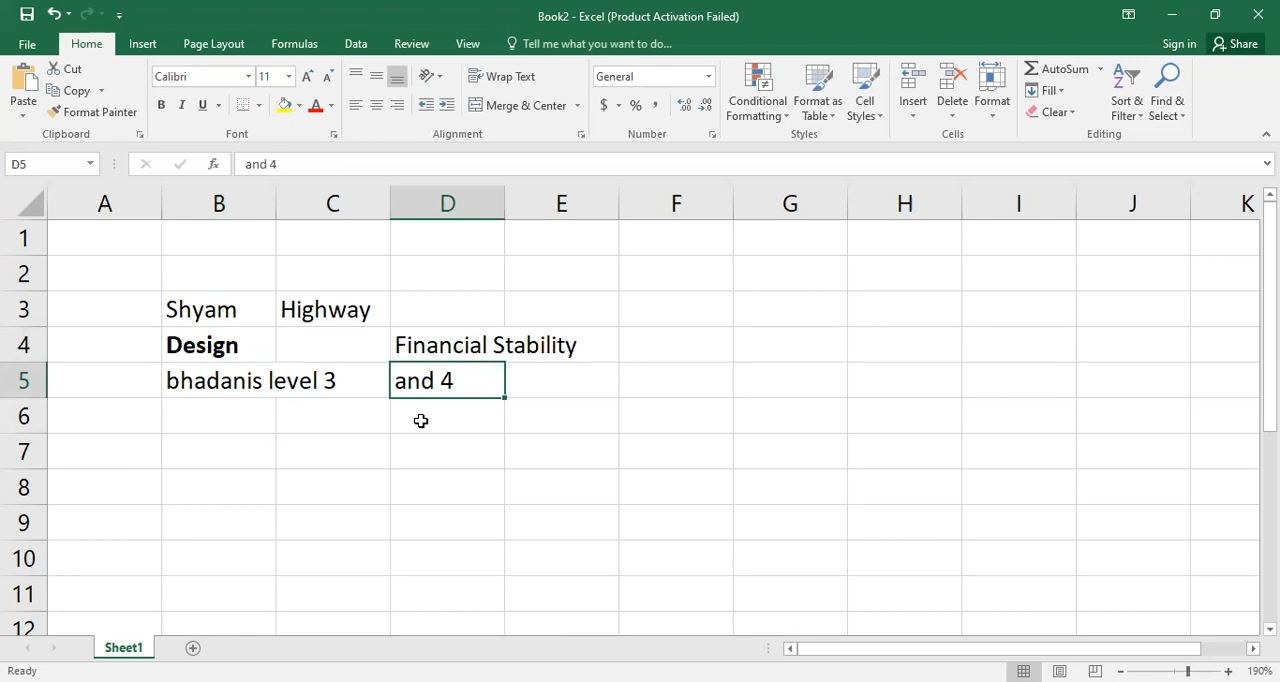 Book2 - Excel (Product Activation Failed)
File Home Insert Page Layout Formulas Data Review View Tell me what you want to do... Sign in Share
Paste Cut Copy Format Painter Clipboard
Calibri 11 B I U Font
Wrap Text Merge & Center Alignment
General $ % , Number
Conditional Formatting Format as Table Cell Styles Styles
Insert Delete Format Cells
AutoSum Fill Clear Sort & Filter Find & Select Editing
D5 fx and 4
A B C D E F G H I J K
1
2
3 Shyam Highway
4 Design Financial Stability
5 bhadanis level 3 and 4
6
7
8
9
10
11
12
Sheet1
Ready 190%